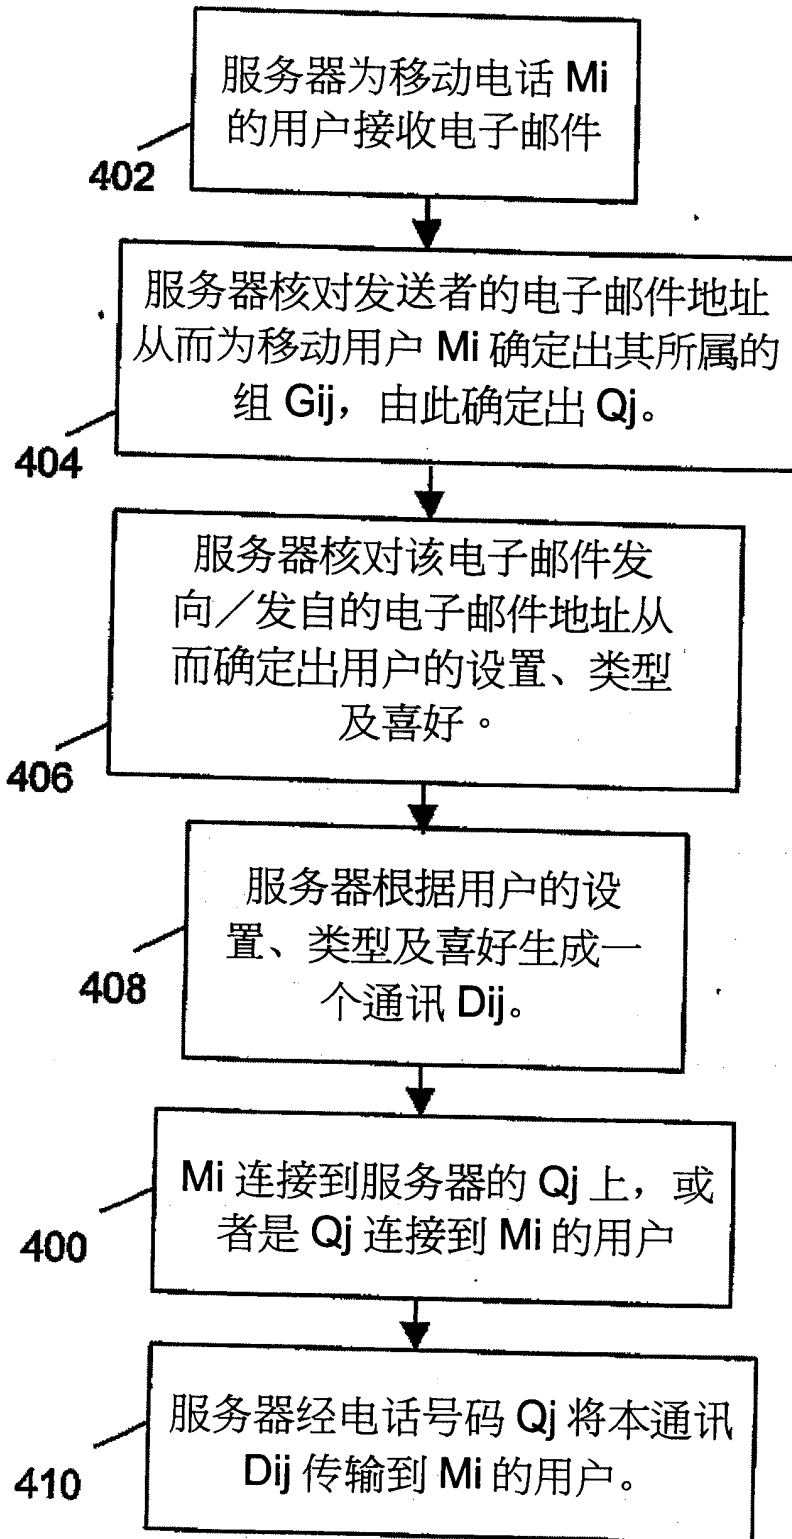 服务器为移动电话 Mi
的用户接收电子邮件
402
服务器核对发送者的电子邮件地址
从而为移动用户 Mi 确定出其所属的
组 Gij，由此确定出 Qj。
404
服务器核对该电子邮件发
向／发自的电子邮件地址从
而确定出用户的设置、类型
及喜好。
406
服务器根据用户的设
置、类型及喜好生成一
个通讯 Dij。
408
Mi 连接到服务器的 Qj 上，或
者是 Qj 连接到 Mi 的用户
400
服务器经电话号码 Qj 将本通讯
Dij 传输到 Mi 的用户。
410